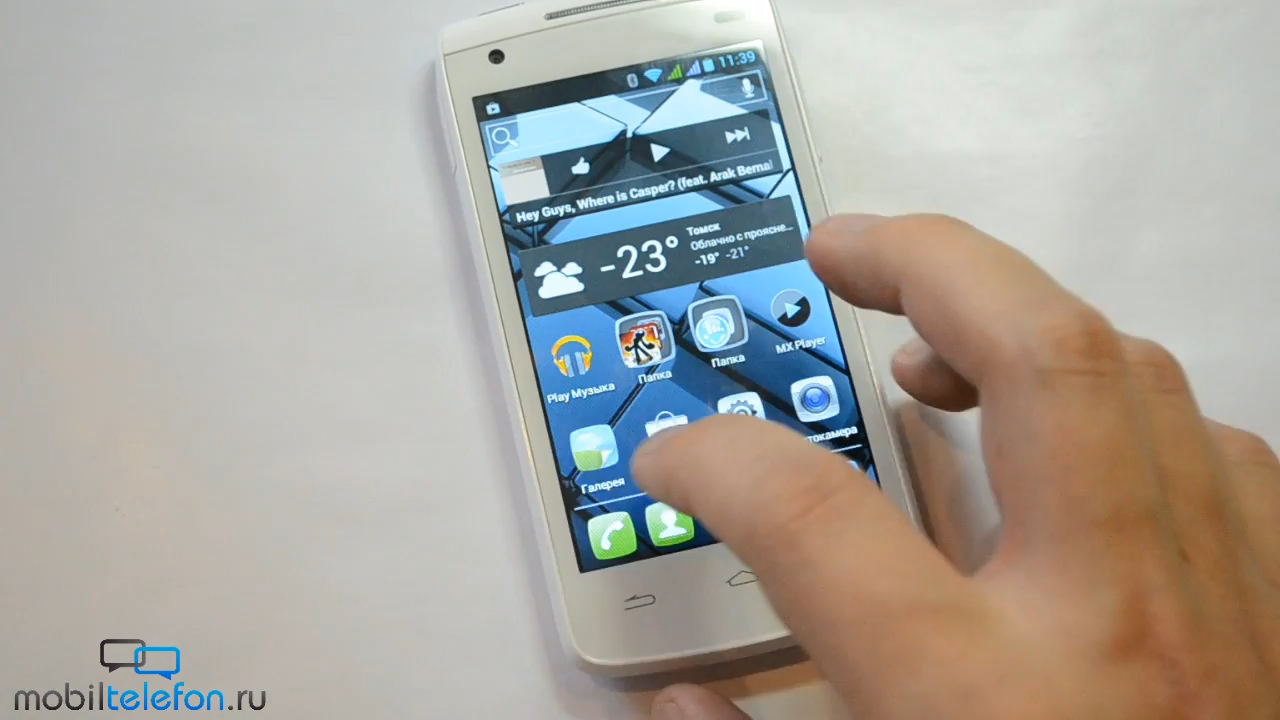 11:39
Hey Guys, Where is Casper? (feat. Arak Bernal
-23°
Томск
Облачно с проясне...
-19° -21°
Play Музыка
Папка
Папка
MX Player
Галерея
токамера
mobiltelefon.ru